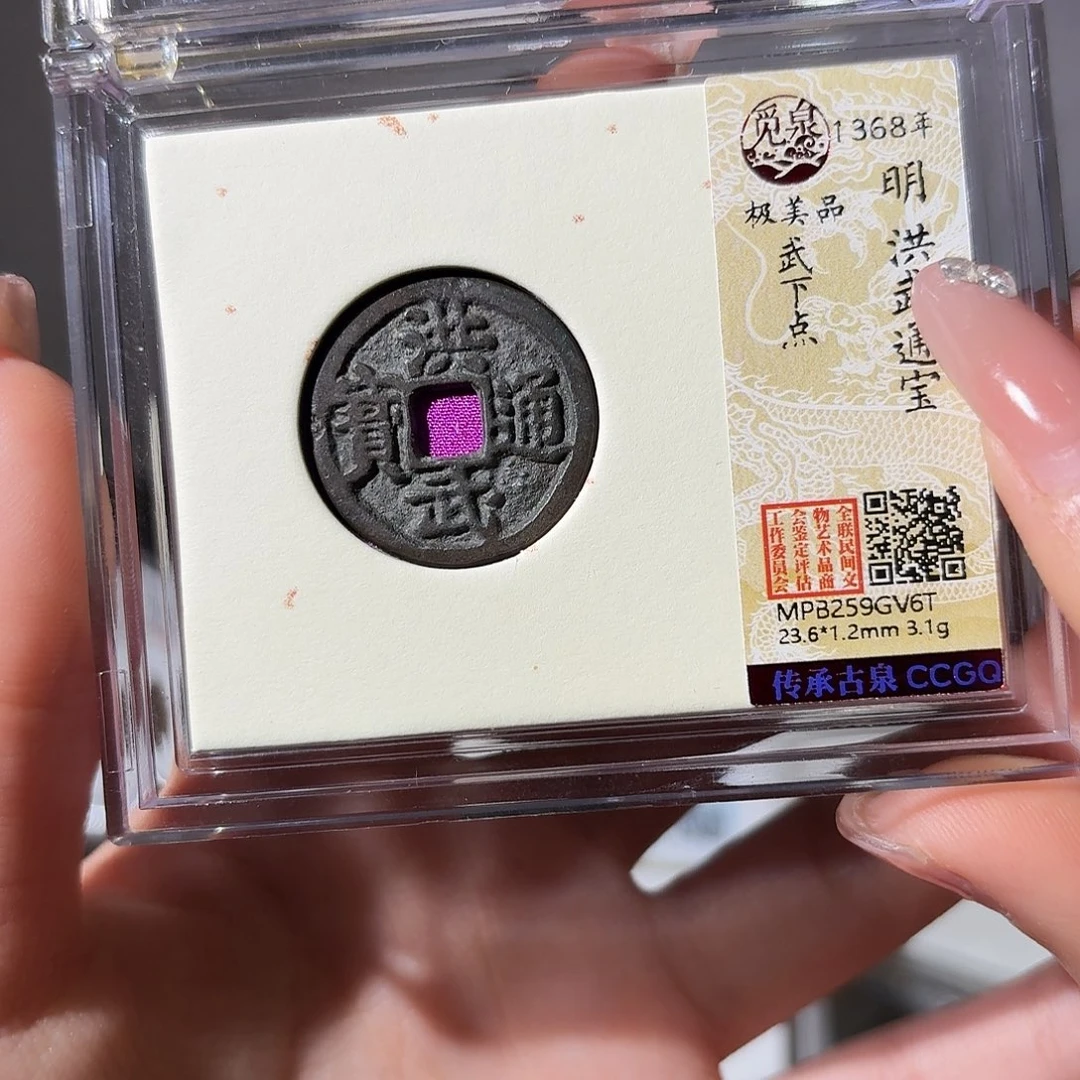 洪武通寳
觅泉
1368年
明洪武通宝
极美品
武下点
全联民间文
物艺术品商
会鉴定评估
工作委员会
MPB259GV6T
23.6*1.2mm 3.1g
传承古泉 CCGQ